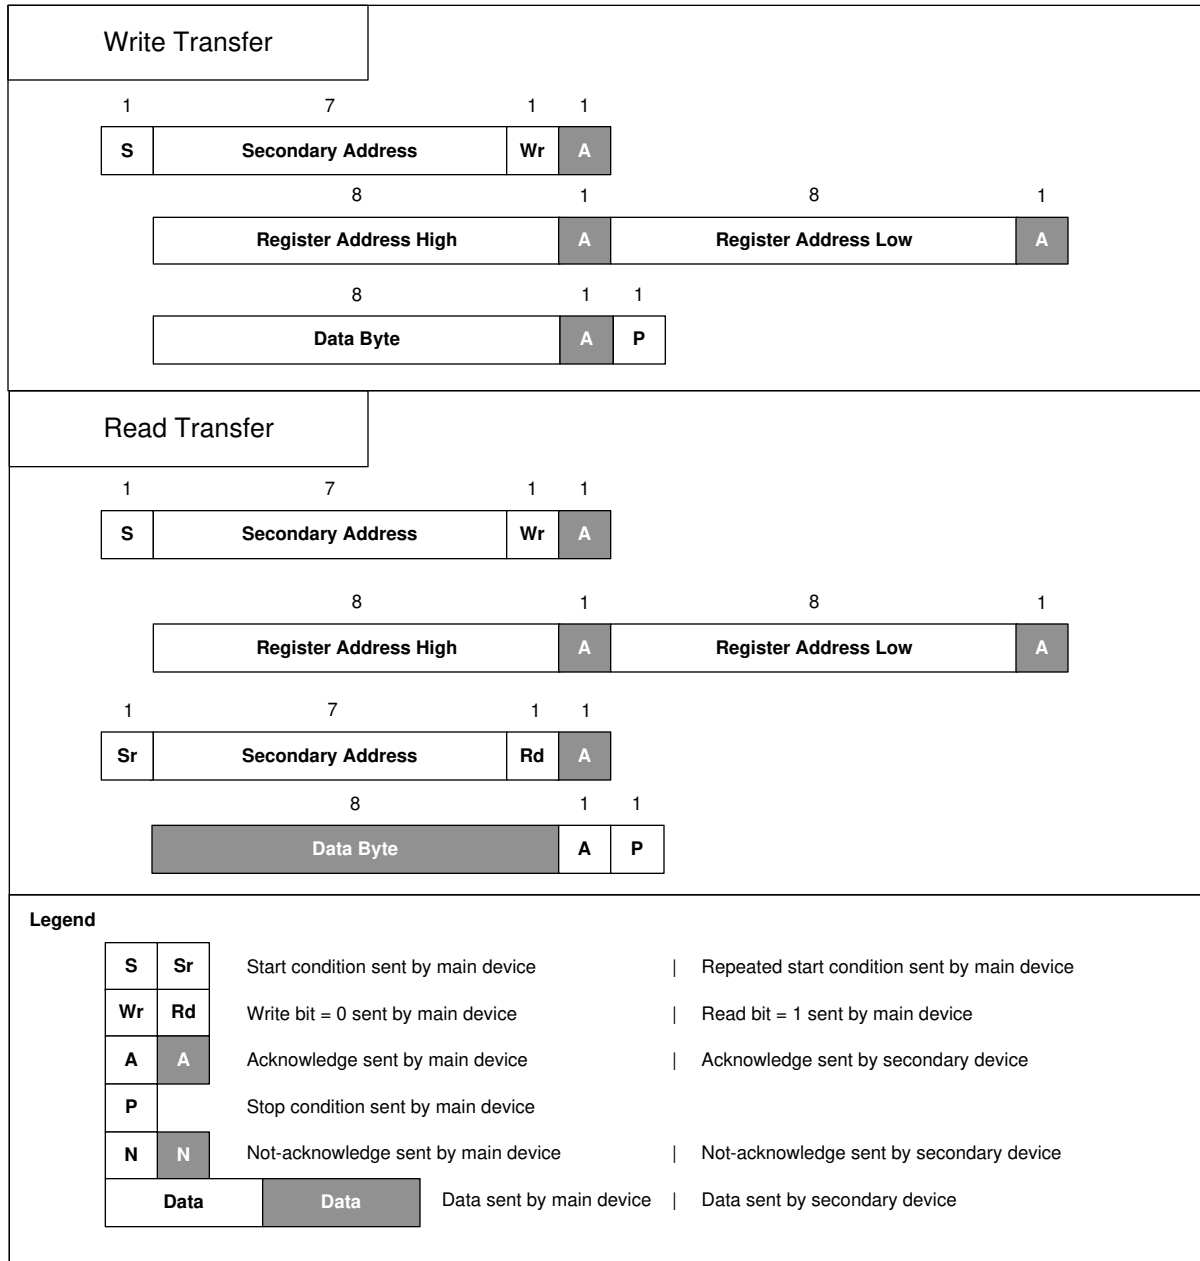 Write Transfer
1 7 1 1
S Secondary Address Wr A
8 1 8 1
Register Address High A Register Address Low A
8 1 1
Data Byte A P
Read Transfer
1 7 1 1
S Secondary Address Wr A
8 1 8 1
Register Address High A Register Address Low A
1 7 1 1
Sr Secondary Address Rd A
8 1 1
Data Byte A P
Legend
S Sr Start condition sent by main device | Repeated start condition sent by main device
Wr Rd Write bit = 0 sent by main device | Read bit = 1 sent by main device
A A Acknowledge sent by main device | Acknowledge sent by secondary device
P Stop condition sent by main device
N N Not-acknowledge sent by main device | Not-acknowledge sent by secondary device
Data Data Data sent by main device | Data sent by secondary device